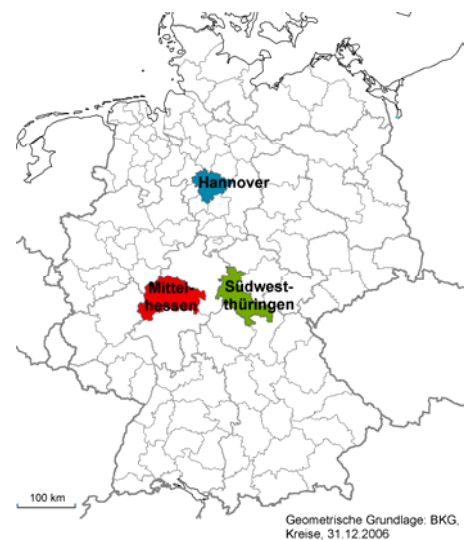 Hannover
Mittel-
hessen
Südwest-
thüringen
100 km
Geometrische Grundlage: BKG,
Kreise, 31.12.2006